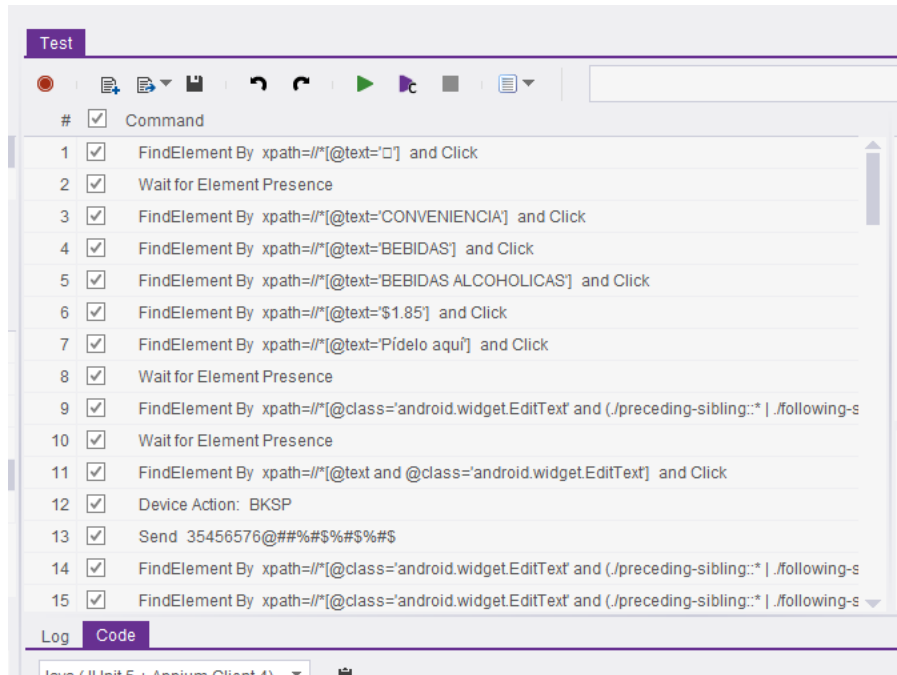 Test
# Command
1 FindElement By xpath=//*[@text='□'] and Click
2 Wait for Element Presence
3 FindElement By xpath=//*[@text='CONVENIENCIA'] and Click
4 FindElement By xpath=//*[@text='BEBIDAS'] and Click
5 FindElement By xpath=//*[@text='BEBIDAS ALCOHOLICAS'] and Click
6 FindElement By xpath=//*[@text='$1.85'] and Click
7 FindElement By xpath=//*[@text='Pídelo aquí'] and Click
8 Wait for Element Presence
9 FindElement By xpath=//*[@class='android.widget.EditText' and (./preceding-sibling::* | ./following-s
10 Wait for Element Presence
11 FindElement By xpath=//*[@text and @class='android.widget.EditText'] and Click
12 Device Action: BKSP
13 Send 35456576@##%#$%#$%#$
14 FindElement By xpath=//*[@class='android.widget.EditText' and (./preceding-sibling::* | ./following-s
15 FindElement By xpath=//*[@class='android.widget.EditText' and (./preceding-sibling::* | ./following-s
Log Code
Java (JUnit 5 + Appium Client 4)